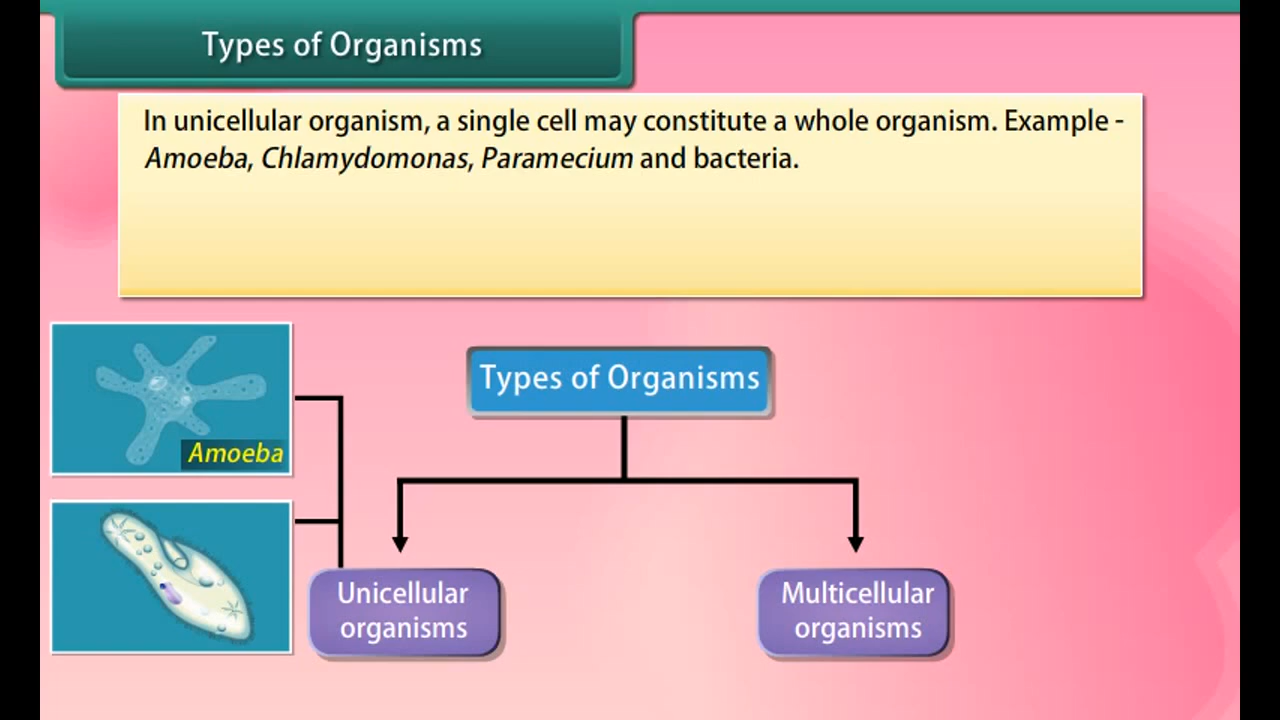 Types of Organisms
In unicellular organism, a single cell may constitute a whole organism. Example -
Amoeba, Chlamydomonas, Paramecium and bacteria.
Types of Organisms
Amoeba
Unicellular
organisms
Multicellular
organisms